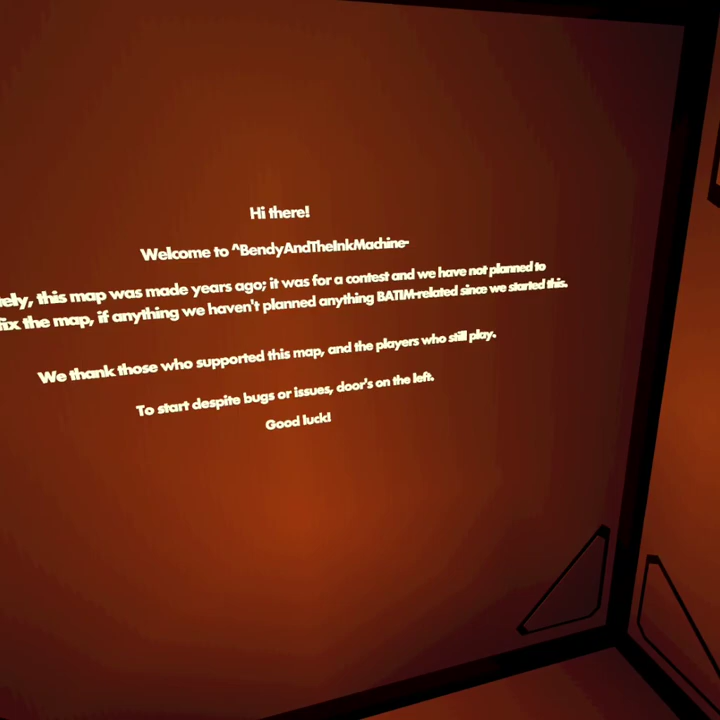 Hi there!
Welcome to ^BendyAndTheInkMachine-
this map was made years ago; it was for a contest and we have not planned to
fix the map, if anything we haven't planned anything BATIM-related since we started this.
We thank those who supported this map, and the players who still play.
To start despite bugs or issues, door's on the left.
Good luck!